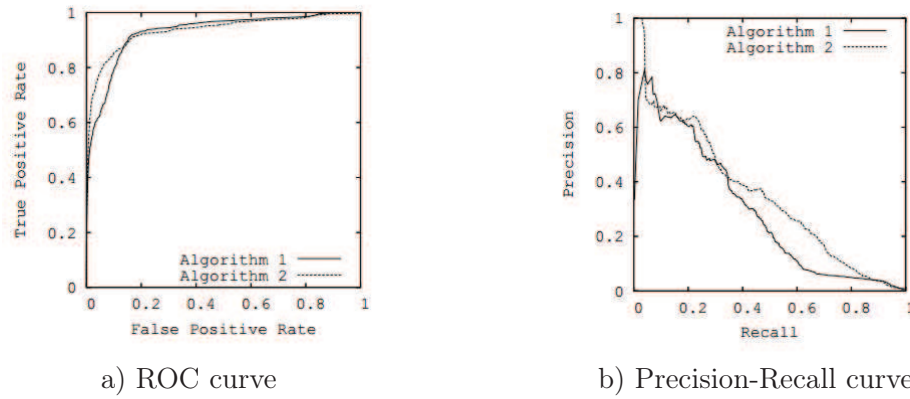 1
0.8
0.6
0.4
0.2
0
True Positive Rate
Algorithm 1
Algorithm 2
0 0.2 0.4 0.6 0.8 1
False Positive Rate
a) ROC curve
1
0.8
0.6
0.4
0.2
0
Precision
Algorithm 1
Algorithm 2
0 0.2 0.4 0.6 0.8 1
Recall
b) Precision-Recall curve